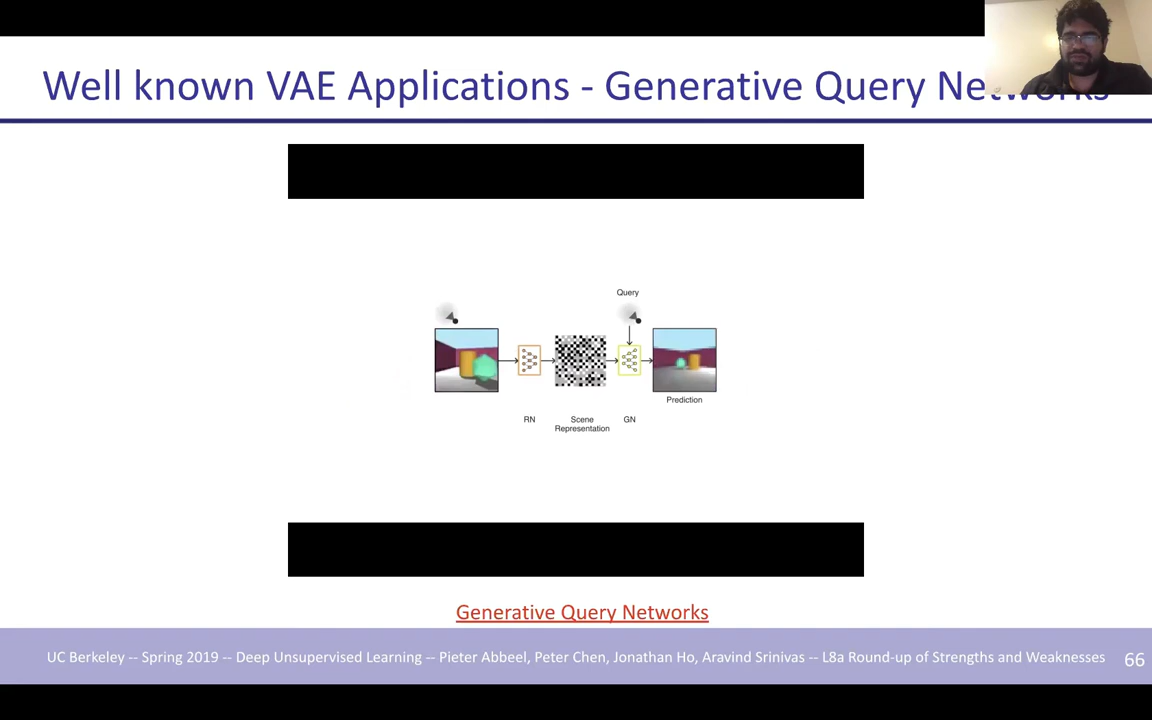 Well known VAE Applications - Generative Query Networks
Query
Prediction
RN
Scene
Representation
GN
Generative Query Networks
UC Berkeley -- Spring 2019 -- Deep Unsupervised Learning -- Pieter Abbeel, Peter Chen, Jonathan Ho, Aravind Srinivas -- L8a Round-up of Strengths and Weaknesses
66